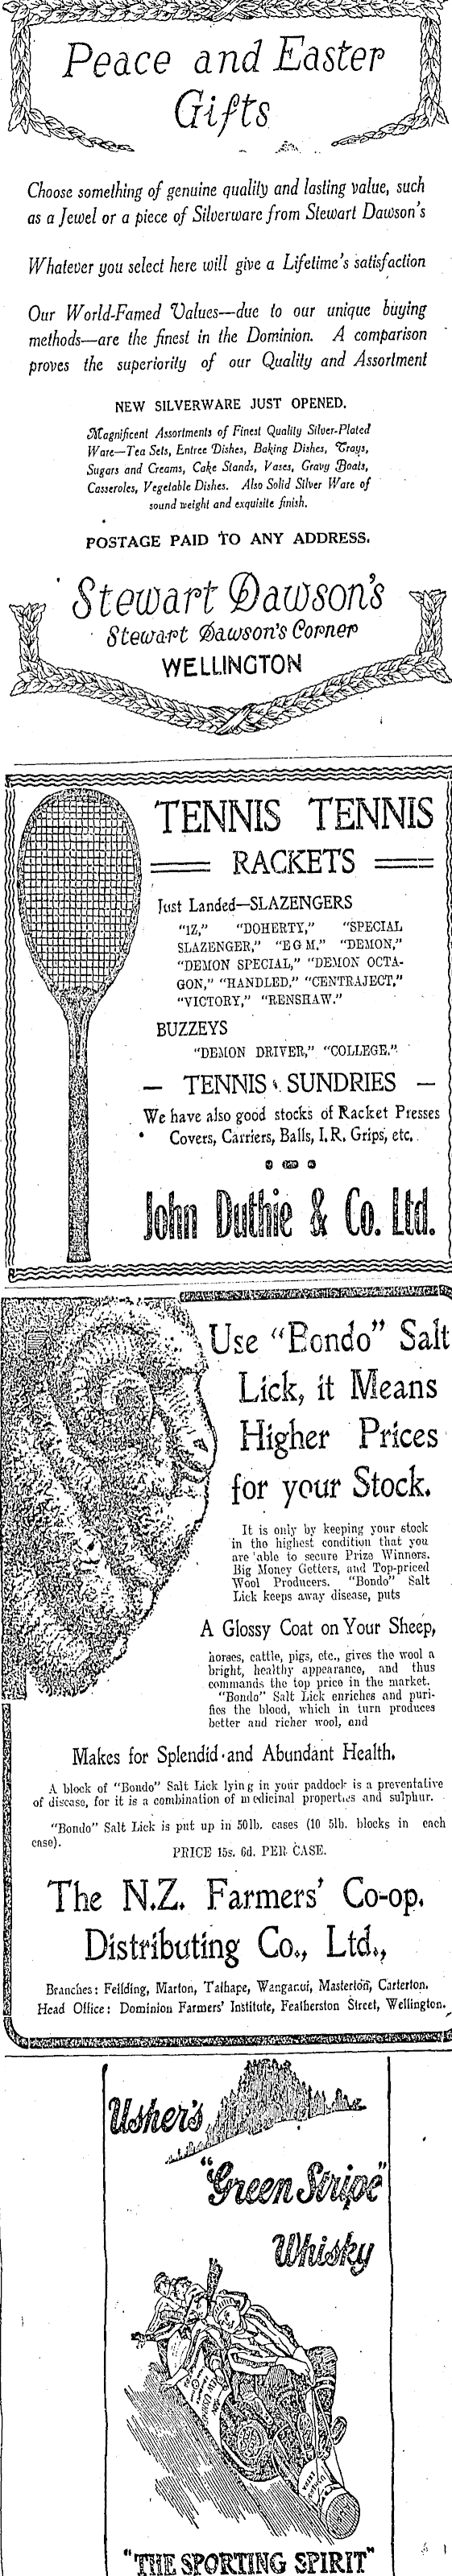 Peace and Easter
Gifts
Choose something of genuine quality and lasting value, such
as a Jewel or a piece of Silverware from Stewart Dawson's
Whatever you select here will give a Lifetime's satisfaction
Our World-Famed Values—due to our unique buying
methods—are the finest in the Dominion. A comparison
proves the superiority of our Quality and Assortment
NEW SILVERWARE JUST OPENED.
Magnificent Assortments of Finest Quality Silver-Plated
Ware—Tea Sets, Entree Dishes, Baking Dishes, Trays,
Sugars and Creams, Cake Stands, Vases, Gravy Boats,
Casseroles, Vegetable Dishes. Also Solid Silver Ware of
sound weight and exquisite finish.
POSTAGE PAID TO ANY ADDRESS.
Stewart Dawson's
Stewart Dawson's Corner
WELLINGTON
TENNIS TENNIS
RACKETS
Just Landed—SLAZENGERS
"1Z," "DOHERTY," "SPECIAL
SLAZENGER," "E G M." "DEMON,"
"DEMON SPECIAL," "DEMON OCTA-
GON," "HANDLED," "CENTRAJECT,"
"VICTORY," "RENSHAW."
BUZZEYS
"DEMON DRIVER," "COLLEGE."
— TENNIS SUNDRIES —
We have also good stocks of Racket Presses
Covers, Carriers, Balls, I.R. Grips, etc.
John Duthie & Co. Ltd.
Use "Bondo" Salt
Lick, it Means
Higher Prices
for your Stock.
It is only by keeping your stock
in the highest condition that you
are able to secure Prize Winners,
Big Money Getters, and Top-priced
Wool Producers. "Bondo" Salt
Lick keeps away disease, puts
A Glossy Coat on Your Sheep,
horses, cattle, pigs, etc., gives the wool a
bright, healthy appearance, and thus
commands the top price in the market.
"Bondo" Salt Lick enriches and puri-
fies the blood, which in turn produces
better and richer wool, and
Makes for Splendid and Abundant Health.
A block of "Bondo" Salt Lick lying in your paddock is a preventative
of disease, for it is a combination of medicinal properties and sulphur.
"Bondo" Salt Lick is put up in 50lb. cases (10 5lb. blocks in each
case).
PRICE 15s. 6d. PER CASE.
The N.Z. Farmers' Co-op.
Distributing Co., Ltd.,
Branches: Feilding, Marton, Taihape, Wanganui, Masterton, Carterton.
Head Office: Dominion Farmers' Institute, Featherston Street, Wellington.
Usher's
"Green Stripe"
Whisky
"THE SPORTING SPIRIT"